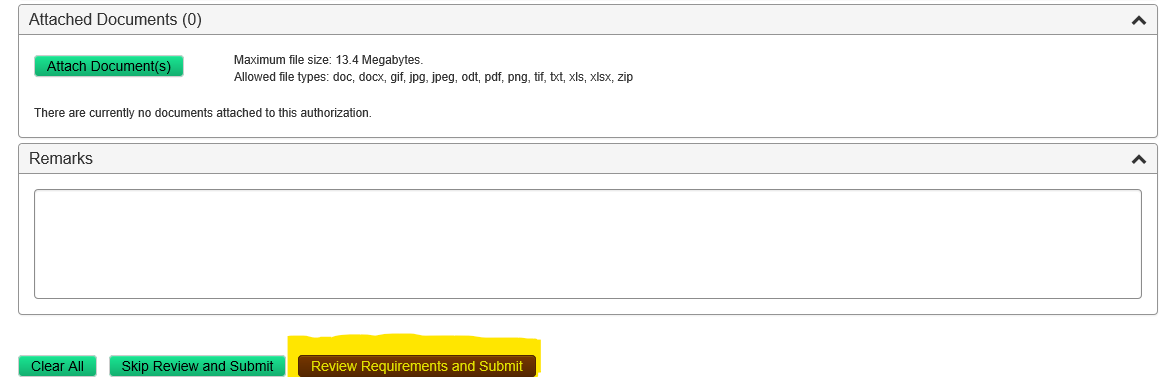 Attached Documents (0)
Attach Document(s)
Maximum file size: 13.4 Megabytes.
Allowed file types: doc, docx, gif, jpg, jpeg, odt, pdf, png, tif, txt, xls, xlsx, zip
There are currently no documents attached to this authorization.
Remarks
Clear All Skip Review and Submit Review Requirements and Submit